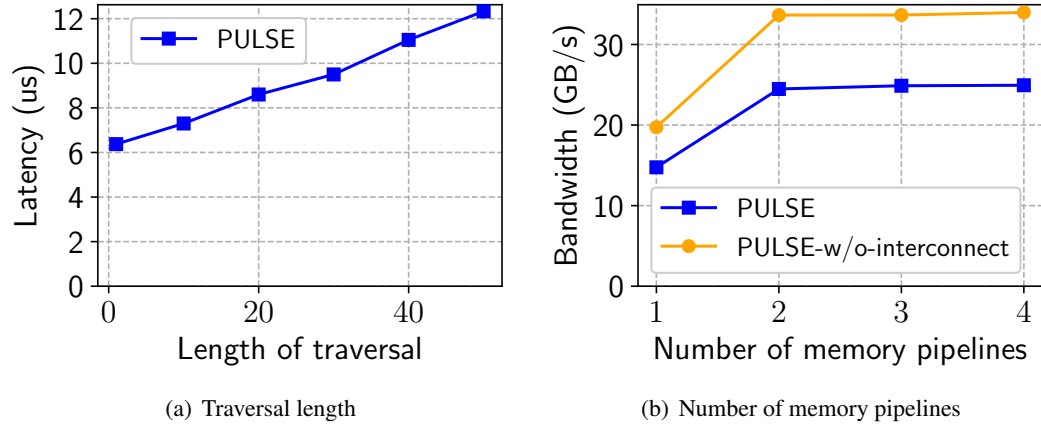 PULSE
Latency (us)
12
10
8
6
4
2
0
0 20 40
Length of traversal
(a) Traversal length
Bandwidth (GB/s)
30
20
10
0
PULSE
PULSE-w/o-interconnect
1 2 3 4
Number of memory pipelines
(b) Number of memory pipelines